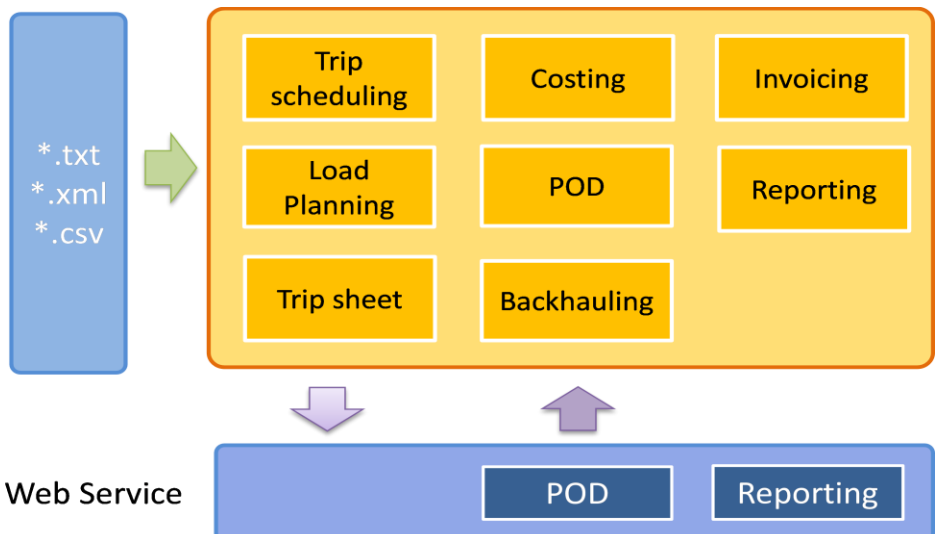 *.txt
*.xml
*.csv
Trip
scheduling
Costing
Invoicing
Load
Planning
POD
Reporting
Trip sheet
Backhauling
Web Service
POD
Reporting